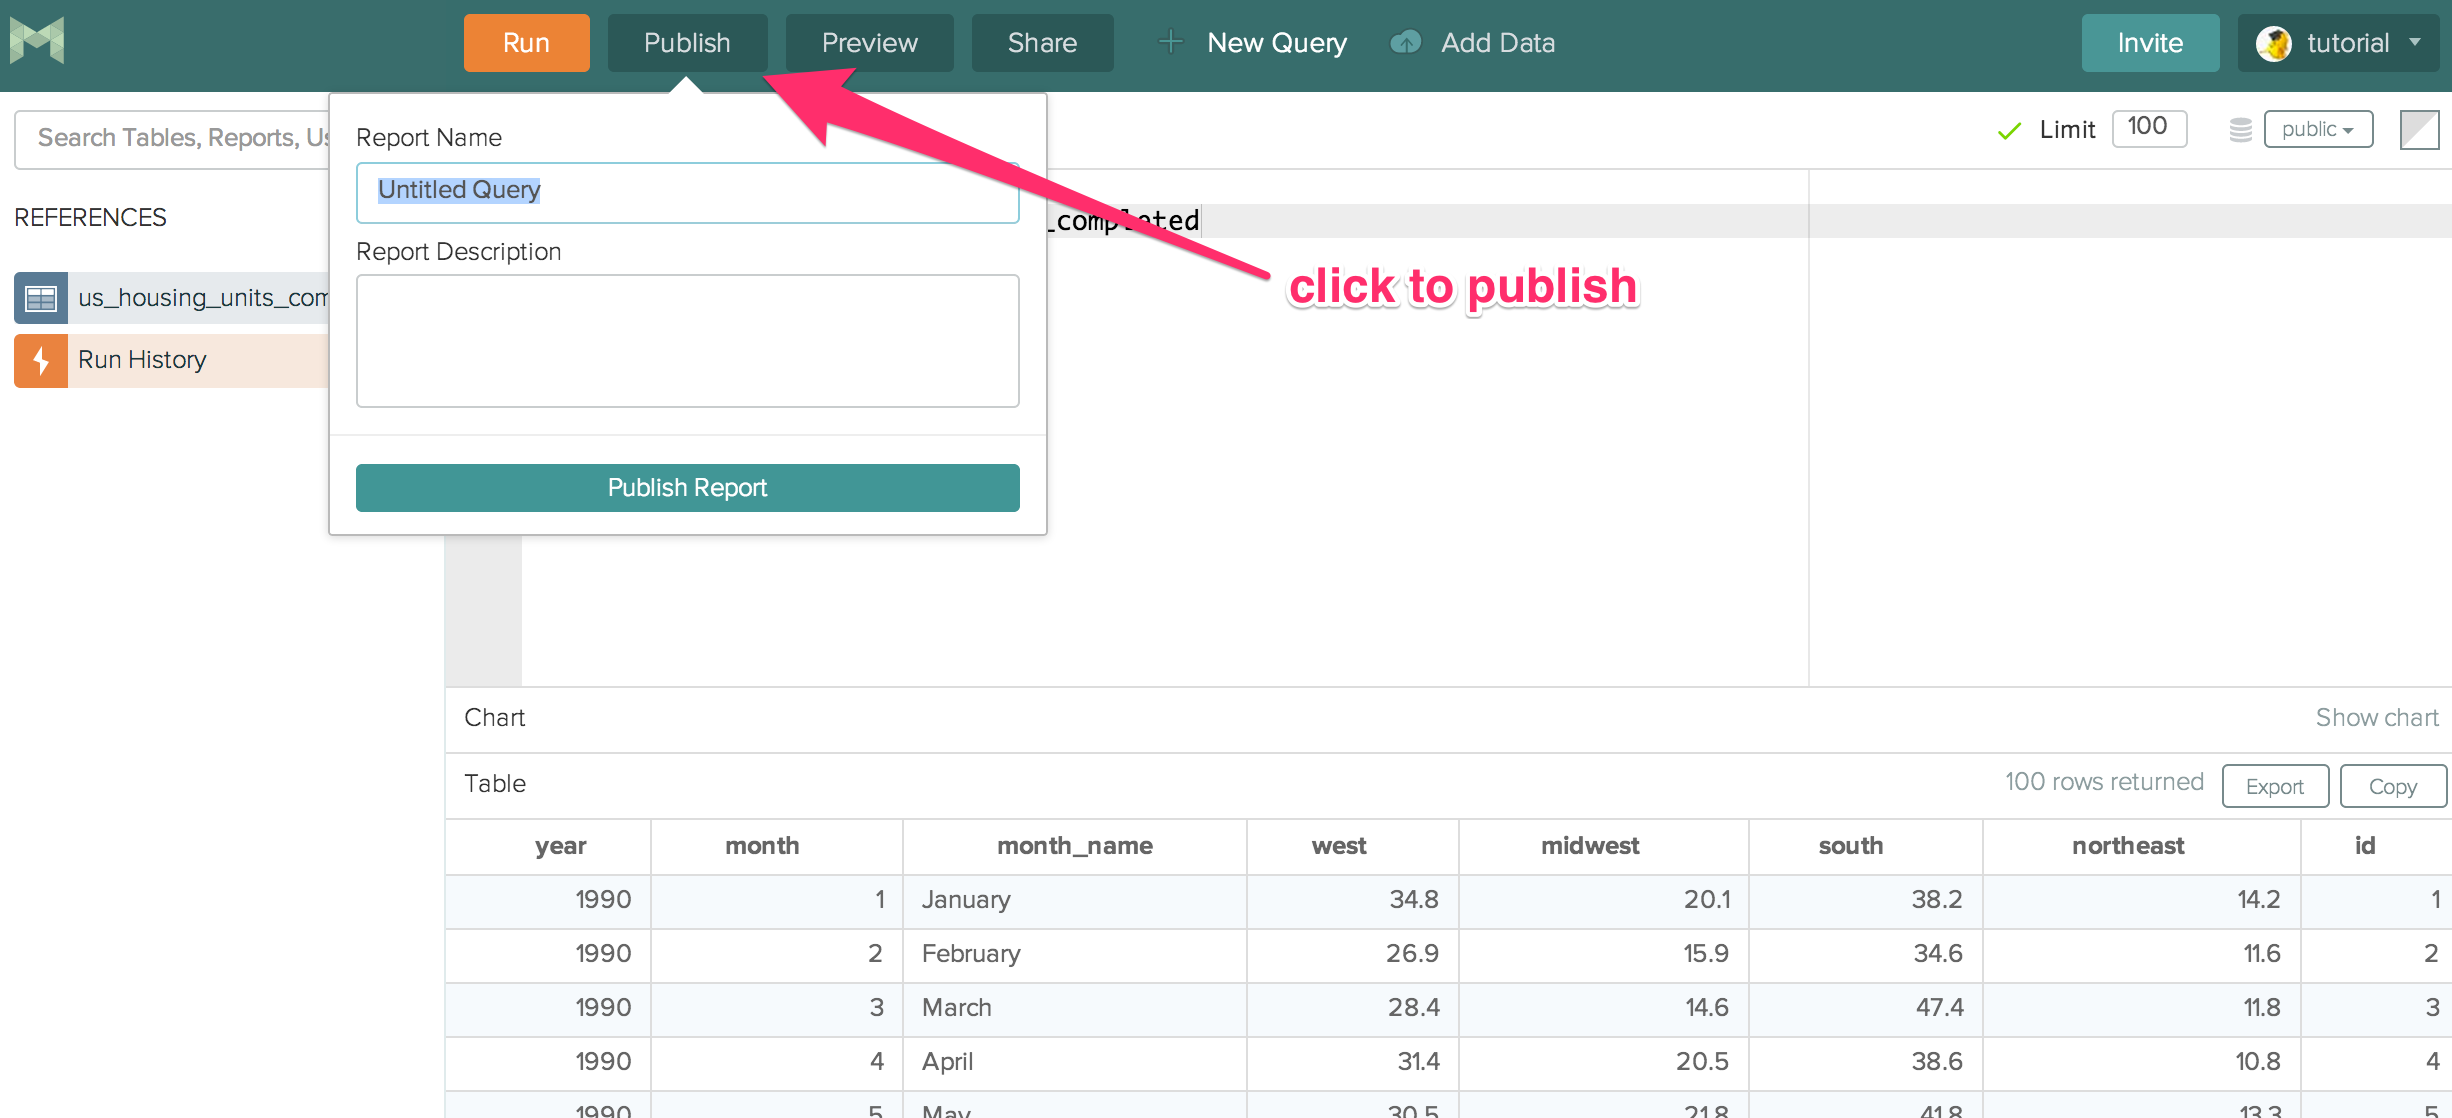 Run Publish Preview Share New Query Add Data Invite tutorial
Search Tables, Reports, Us
Limit 100 public
REFERENCES
us_housing_units_com
Run History
Report Name
Untitled Query
Report Description
Publish Report
_completed
click to publish
Chart Show chart
Table 100 rows returned Export Copy
year month month_name west midwest south northeast id
1990 1 January 34.8 20.1 38.2 14.2 1
1990 2 February 26.9 15.9 34.6 11.6 2
1990 3 March 28.4 14.6 47.4 11.8 3
1990 4 April 31.4 20.5 38.6 10.8 4
1990 5 May 30.5 21.8 41.8 13.3 5